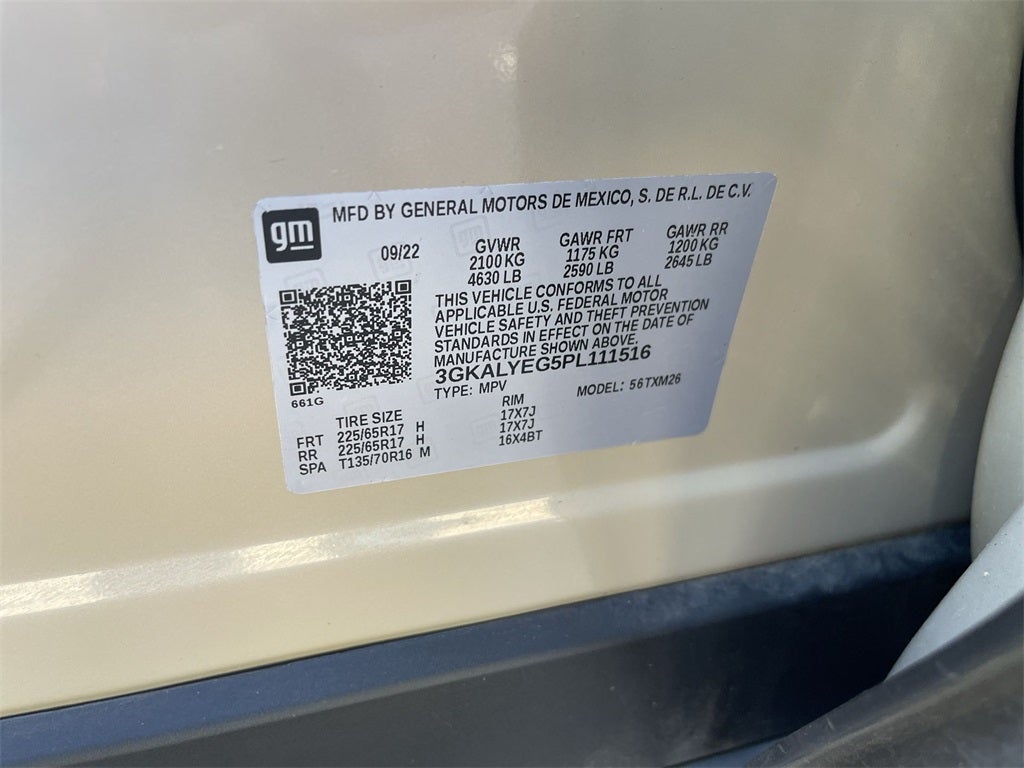 gm
MFD BY GENERAL MOTORS DE MEXICO, S. DE R.L. DE C.V.
09/22 GVWR GAWR FRT GAWR RR
2100 KG 1175 KG 1200 KG
4630 LB 2590 LB 2645 LB
THIS VEHICLE CONFORMS TO ALL
APPLICABLE U.S. FEDERAL MOTOR
VEHICLE SAFETY AND THEFT PREVENTION
STANDARDS IN EFFECT ON THE DATE OF
MANUFACTURE SHOWN ABOVE.
3GKALYEG5PL111516
TYPE: MPV MODEL: 56TXM26
661G
TIRE SIZE RIM
FRT 225/65R17 H 17X7J
RR 225/65R17 H 17X7J
SPA T135/70R16 M 16X4BT